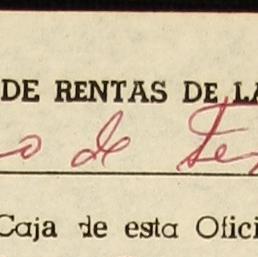 DE RENTAS DE LA
o de Te
Caja de esta Ofici